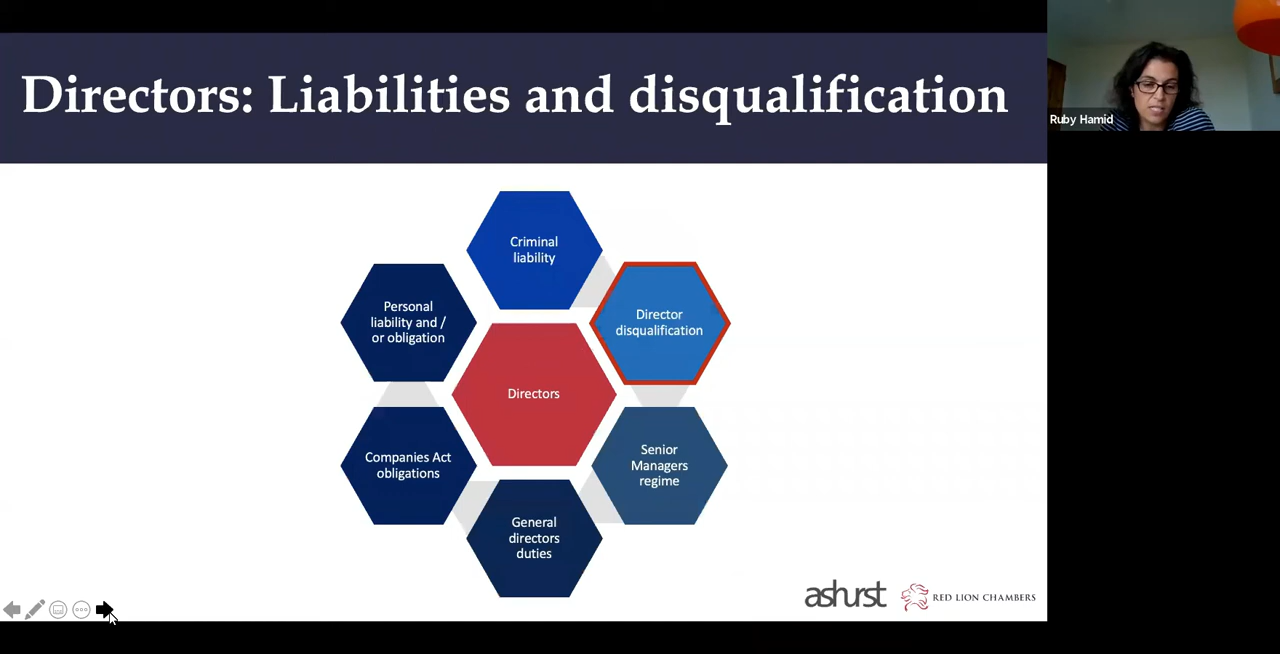 Directors: Liabilities and disqualification
Ruby Hamid
Criminal
liability
Director
disqualification
Senior
Managers
regime
General
directors
duties
Companies Act
obligations
Personal
liability and /
or obligation
Directors
ashurst
RED LION CHAMBERS